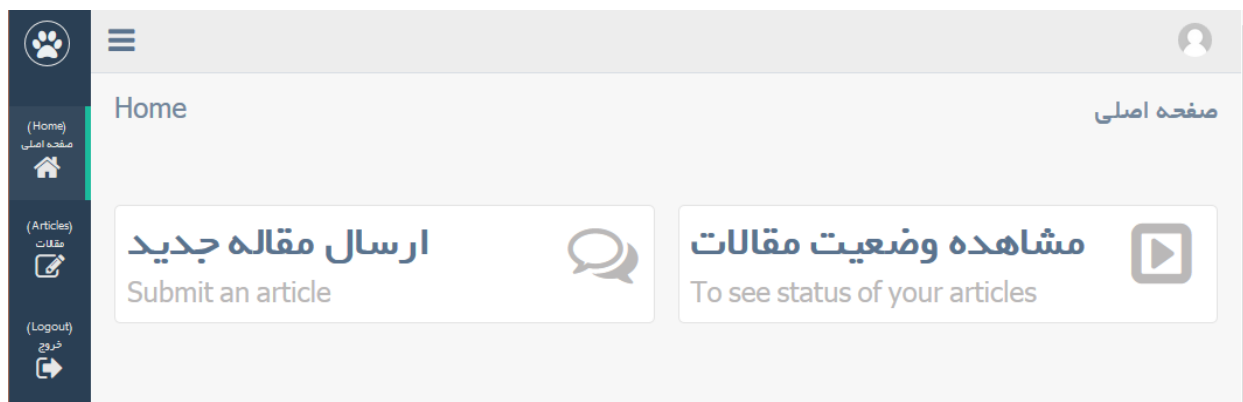 (Home)
صفحه اصلی
(Articles)
مقالات
(Logout)
خروج
Home
صفحه اصلی
ارسال مقاله جدید
Submit an article
مشاهده وضعیت مقالات
To see status of your articles